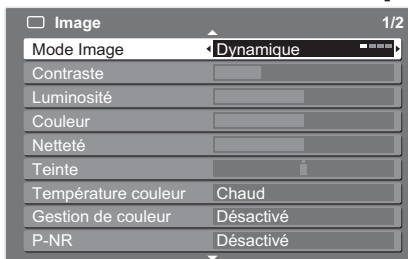 Image 1/2
Mode Image Dynamique
Contraste
Luminosité
Couleur
Netteté
Teinte
Température couleur Chaud
Gestion de couleur Désactivé
P-NR Désactivé